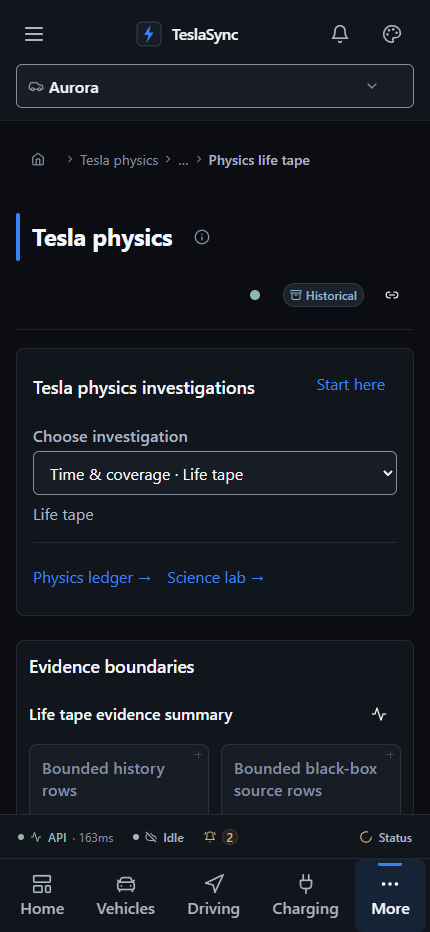 TeslaSync
Aurora
Tesla physics
...
Physics life tape
Tesla physics
Historical
Tesla physics investigations
Start here
Choose investigation
Time & coverage · Life tape
Life tape
Physics ledger →
Science lab →
Evidence boundaries
Life tape evidence summary
Bounded history
rows
Bounded black-box
source rows
API · 163ms
Idle
2
Status
Home
Vehicles
Driving
Charging
More